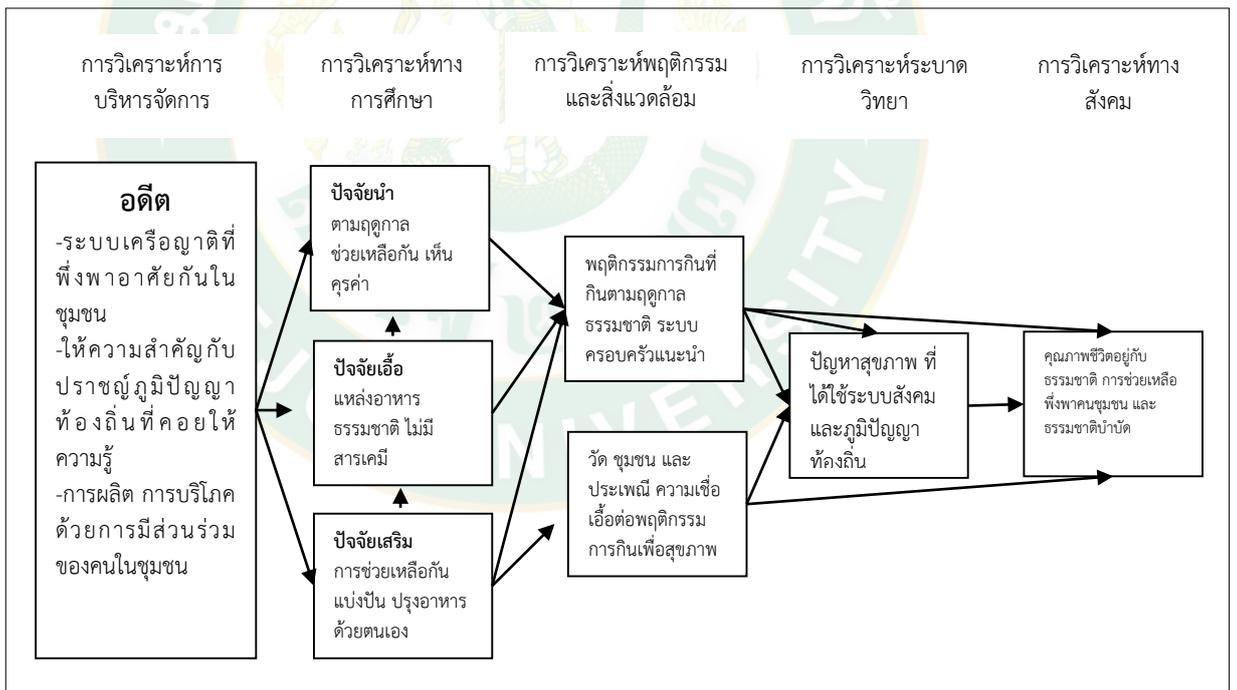 การวิเคราะห์การ
บริหารจัดการ
การวิเคราะห์ทาง
การศึกษา
การวิเคราะห์พฤติกรรม
และสิ่งแวดล้อม
การวิเคราะห์ระบาด
วิทยา
การวิเคราะห์ทาง
สังคม
อดีต
-ระบบเครือญาติที่
พึ่งพาอาศัยกันใน
ชุมชน
-ให้ความสำคัญกับ
ปราชญ์ภูมิปัญญา
ท้องถิ่นที่คอยให้
ความรู้
-การผลิต การบริโภค
ด้วยการมีส่วนร่วม
ของคนในชุมชน
ปัจจัยนำ
ตามฤดูกาล
ช่วยเหลือกัน เห็น
คุรค่า
ปัจจัยเอื้อ
แหล่งอาหาร
ธรรมชาติ ไม่มี
สารเคมี
ปัจจัยเสริม
การช่วยเหลือกัน
แบ่งปัน ปรุงอาหาร
ด้วยตนเอง
พฤติกรรมการกินที่
กินตามฤดูกาล
ธรรมชาติ ระบบ
ครอบครัวแนะนำ
วัด ชุมชน และ
ประเพณี ความเชื่อ
เอื้อต่อพฤติกรรม
การกินเพื่อสุขภาพ
ปัญหาสุขภาพ ที่
ได้ใช้ระบบสังคม
และภูมิปัญญา
ท้องถิ่น
คุณภาพชีวิตอยู่กับ
ธรรมชาติ การช่วยเหลือ
พึ่งพาคนชุมชน และ
ธรรมชาติบำบัด
UNIVERSITY